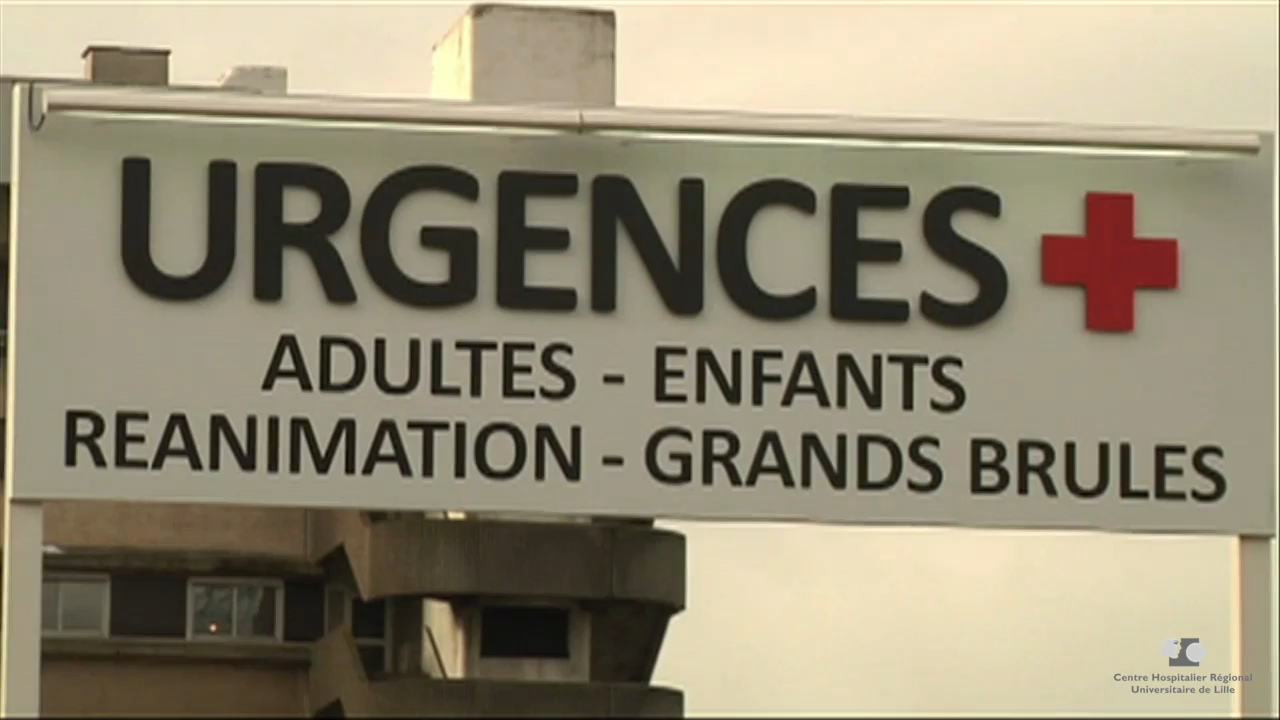 URGENCES
ADULTES - ENFANTS
REANIMATION - GRANDS BRULES
Centre Hospitalier Régional
Universitaire de Lille